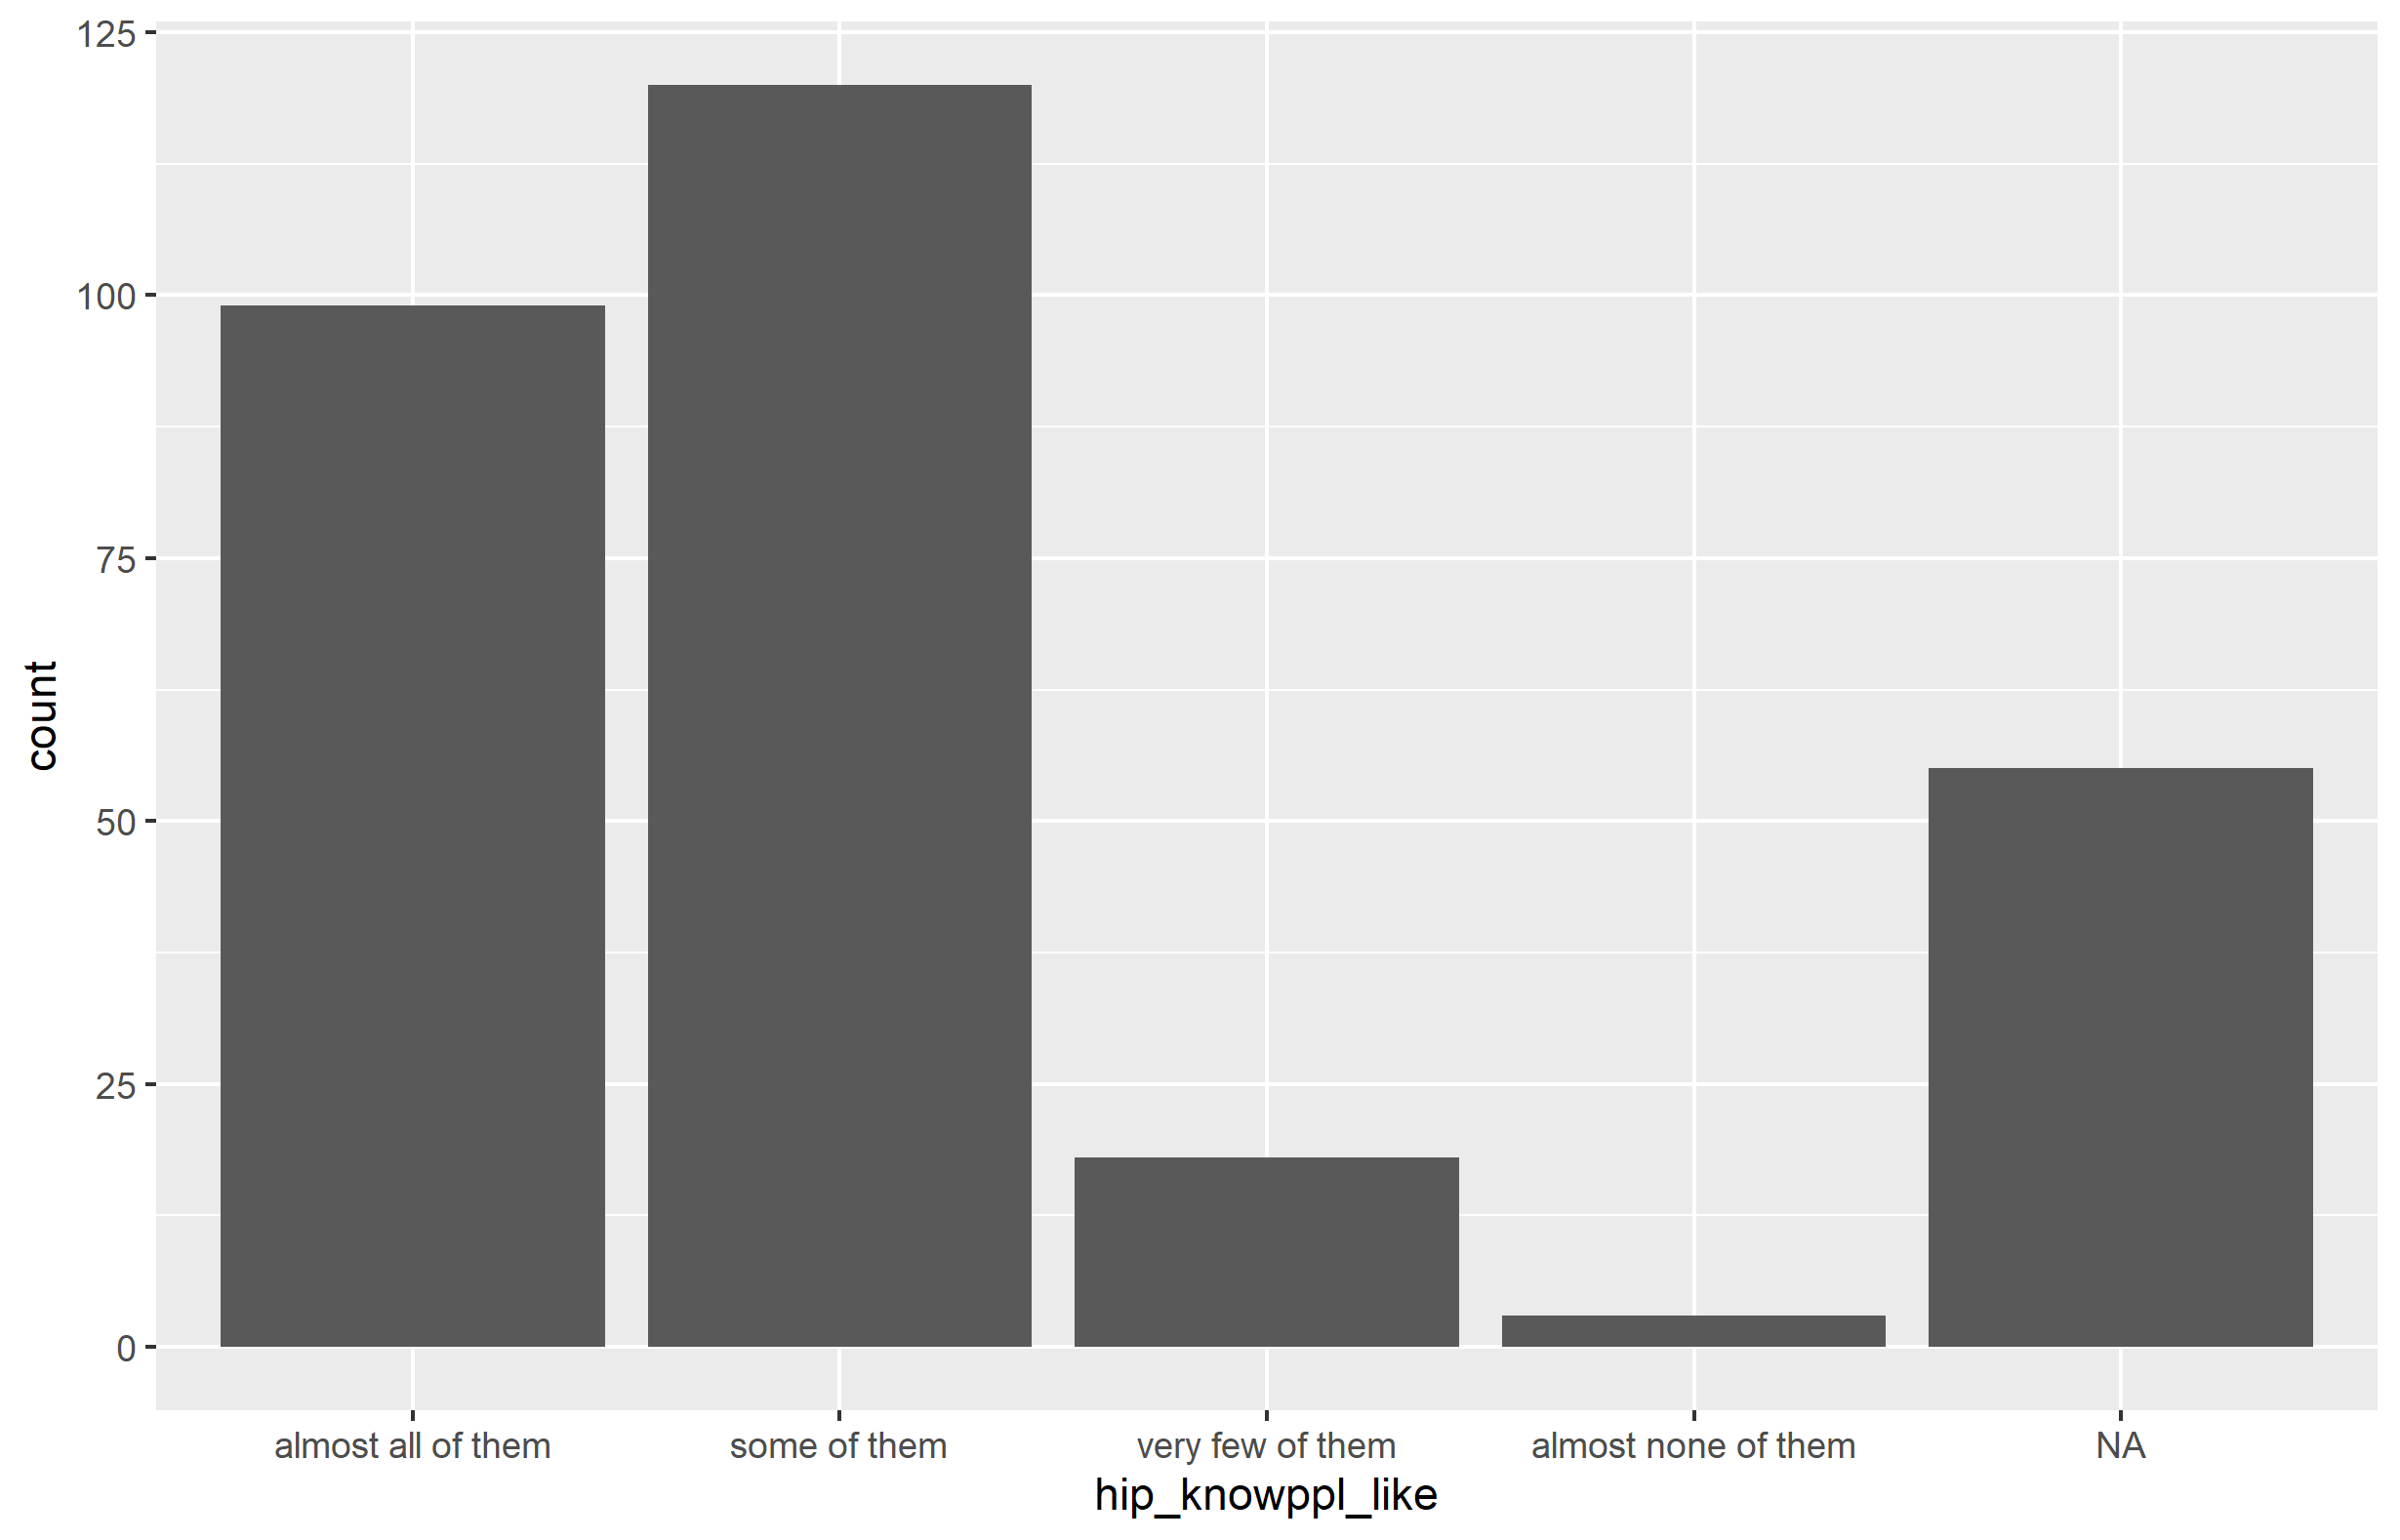 125
100
75
50
25
0
count
almost all of them some of them very few of them almost none of them NA
hip_knowppl_like